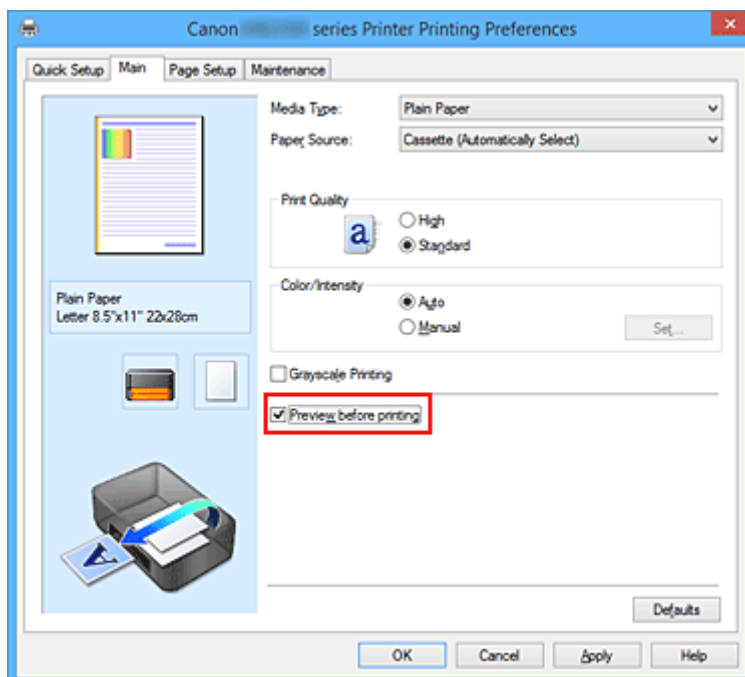 Canon series Printer Printing Preferences
Quick Setup Main Page Setup Maintenance
Media Type: Plain Paper
Paper Source: Cassette (Automatically Select)
Print Quality
a
High
Standard
Color/Intensity
Auto
Manual
Set...
Plain Paper
Letter 8.5"x11" 22x28cm
Grayscale Printing
Preview before printing
A
Defaults
OK Cancel Apply Help